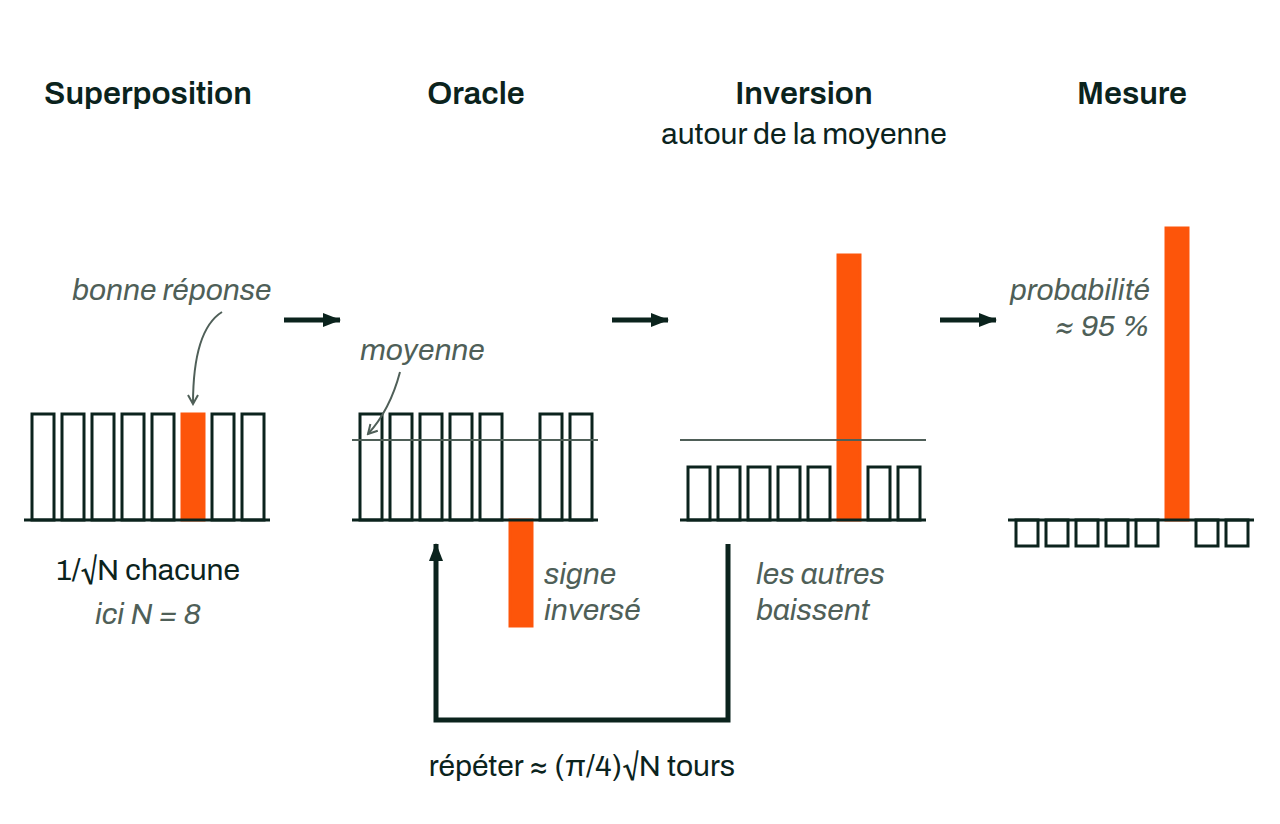 Superposition
Oracle
Inversion
autour de la moyenne
Mesure
bonne réponse
moyenne
probabilité
≈ 95 %
1/√N chacune
ici N = 8
signe
inversé
les autres
baissent
répéter ≈ (π/4)√N tours